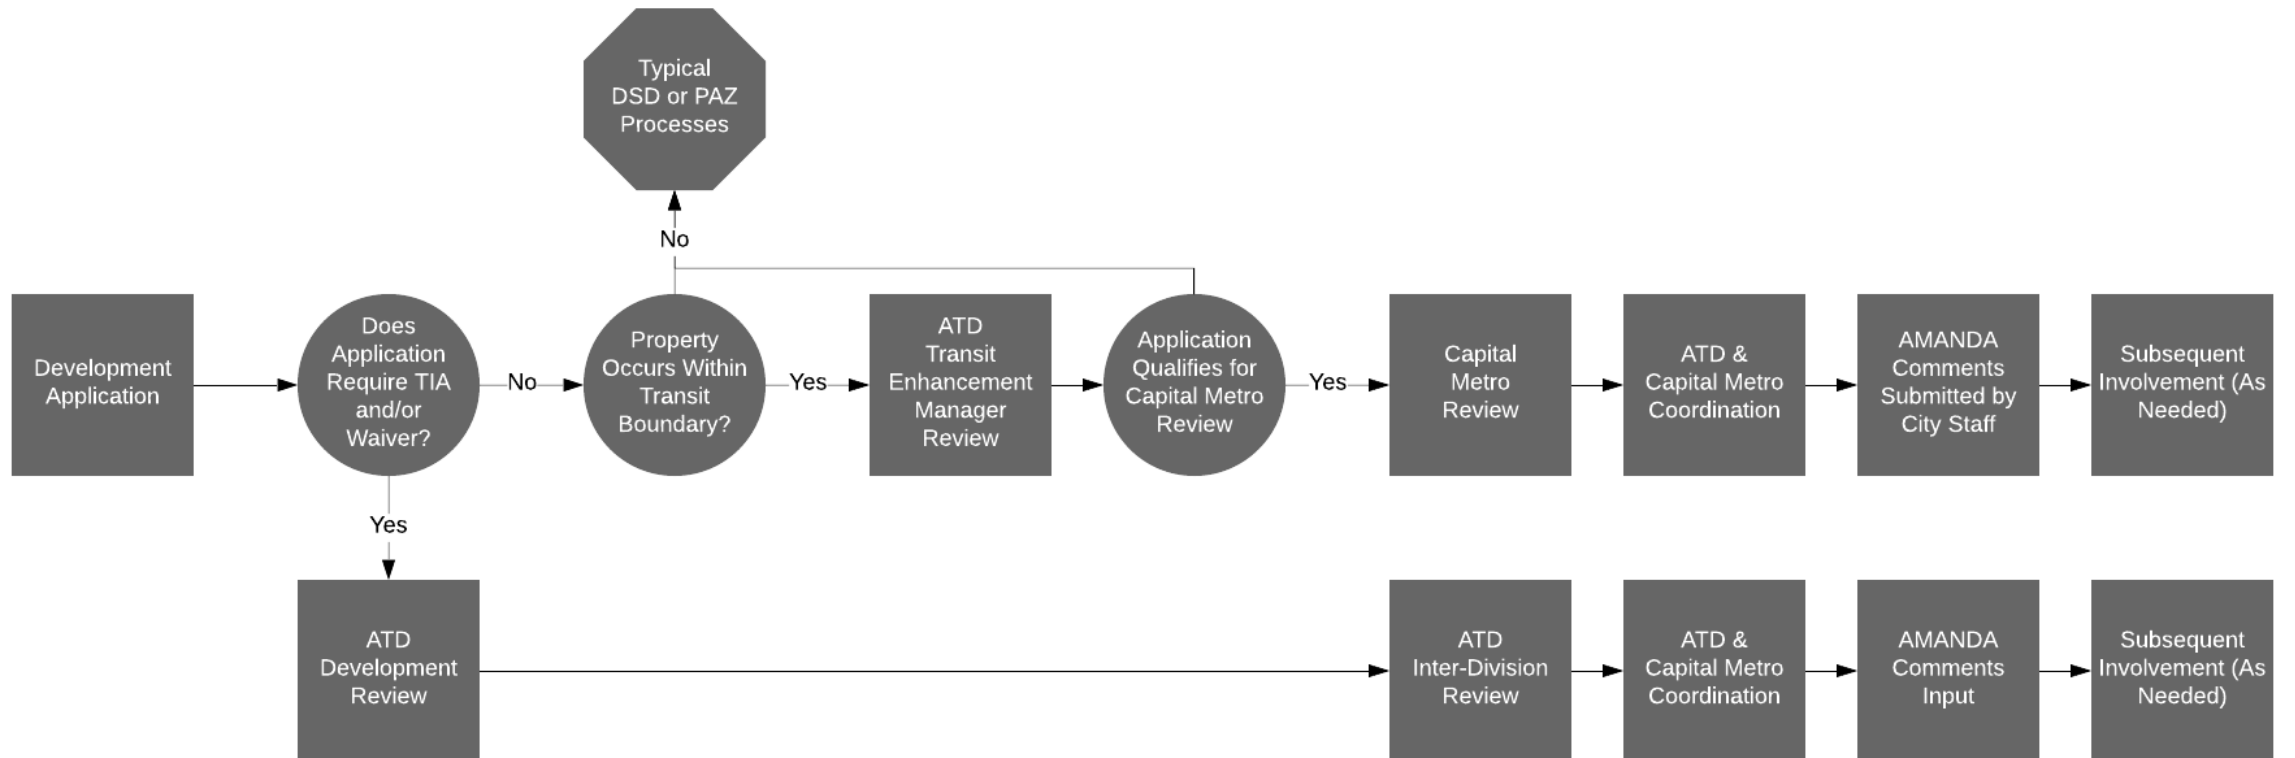 Typical
DSD or PAZ
Processes
No
Development
Application
Does
Application
Require TIA
and/or
Waiver?
No
Property
Occurs Within
Transit
Boundary?
Yes
ATD
Transit
Enhancement
Manager
Review
Application
Qualifies for
Capital Metro
Review
Yes
Capital
Metro
Review
ATD &
Capital Metro
Coordination
AMANDA
Comments
Submitted by
City Staff
Subsequent
Involvement (As
Needed)
Yes
ATD
Development
Review
ATD
Inter-Division
Review
ATD &
Capital Metro
Coordination
AMANDA
Comments
Input
Subsequent
Involvement (As
Needed)